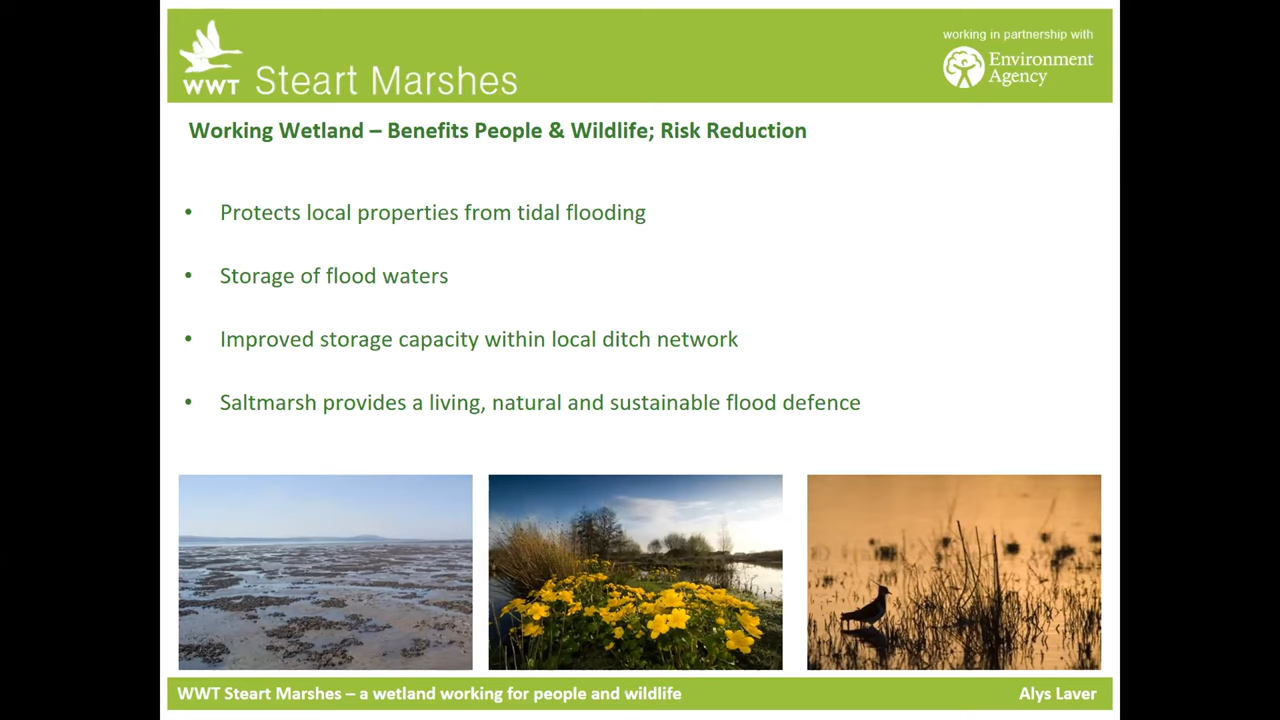 WWT Steart Marshes
working in partnership with
Environment
Agency
Working Wetland – Benefits People & Wildlife; Risk Reduction
• Protects local properties from tidal flooding
• Storage of flood waters
• Improved storage capacity within local ditch network
• Saltmarsh provides a living, natural and sustainable flood defence
WWT Steart Marshes – a wetland working for people and wildlife
Alys Laver